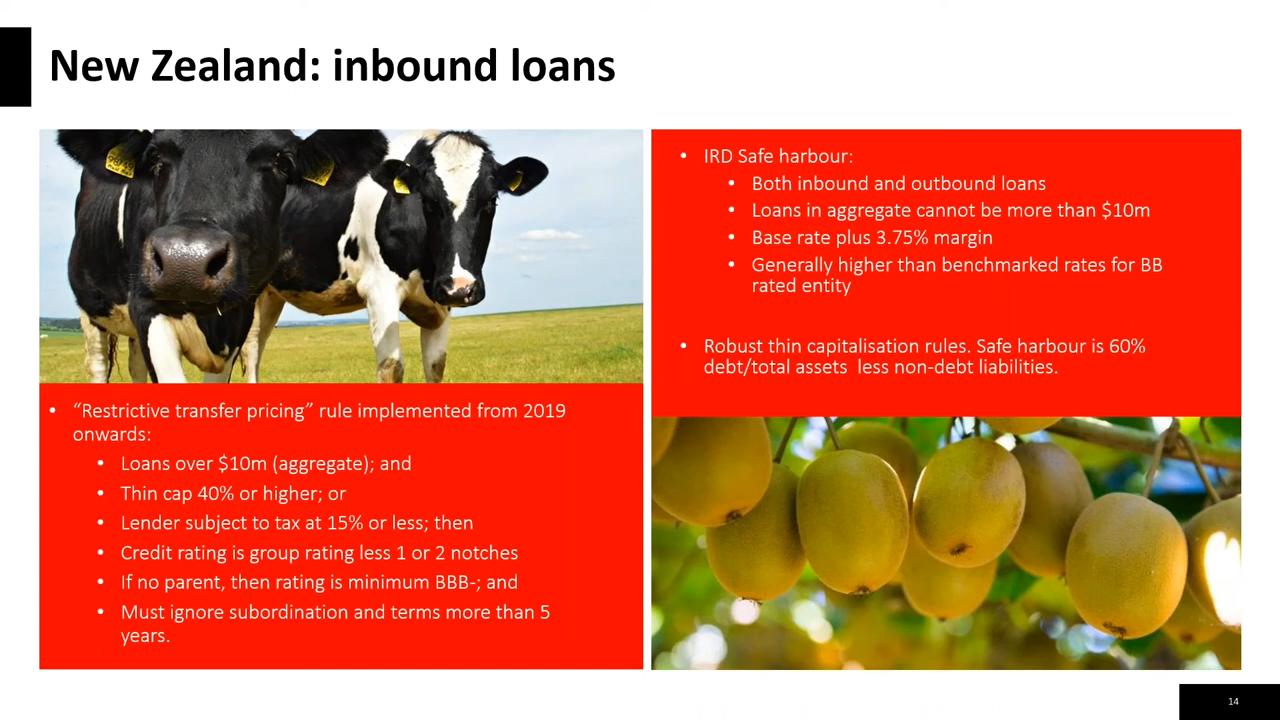 New Zealand: inbound loans
• “Restrictive transfer pricing” rule implemented from 2019
onwards:
• Loans over $10m (aggregate); and
• Thin cap 40% or higher; or
• Lender subject to tax at 15% or less; then
• Credit rating is group rating less 1 or 2 notches
• If no parent, then rating is minimum BBB-; and
• Must ignore subordination and terms more than 5
years.
• IRD Safe harbour:
• Both inbound and outbound loans
• Loans in aggregate cannot be more than $10m
• Base rate plus 3.75% margin
• Generally higher than benchmarked rates for BB
rated entity
• Robust thin capitalisation rules. Safe harbour is 60%
debt/total assets  less non-debt liabilities.
14